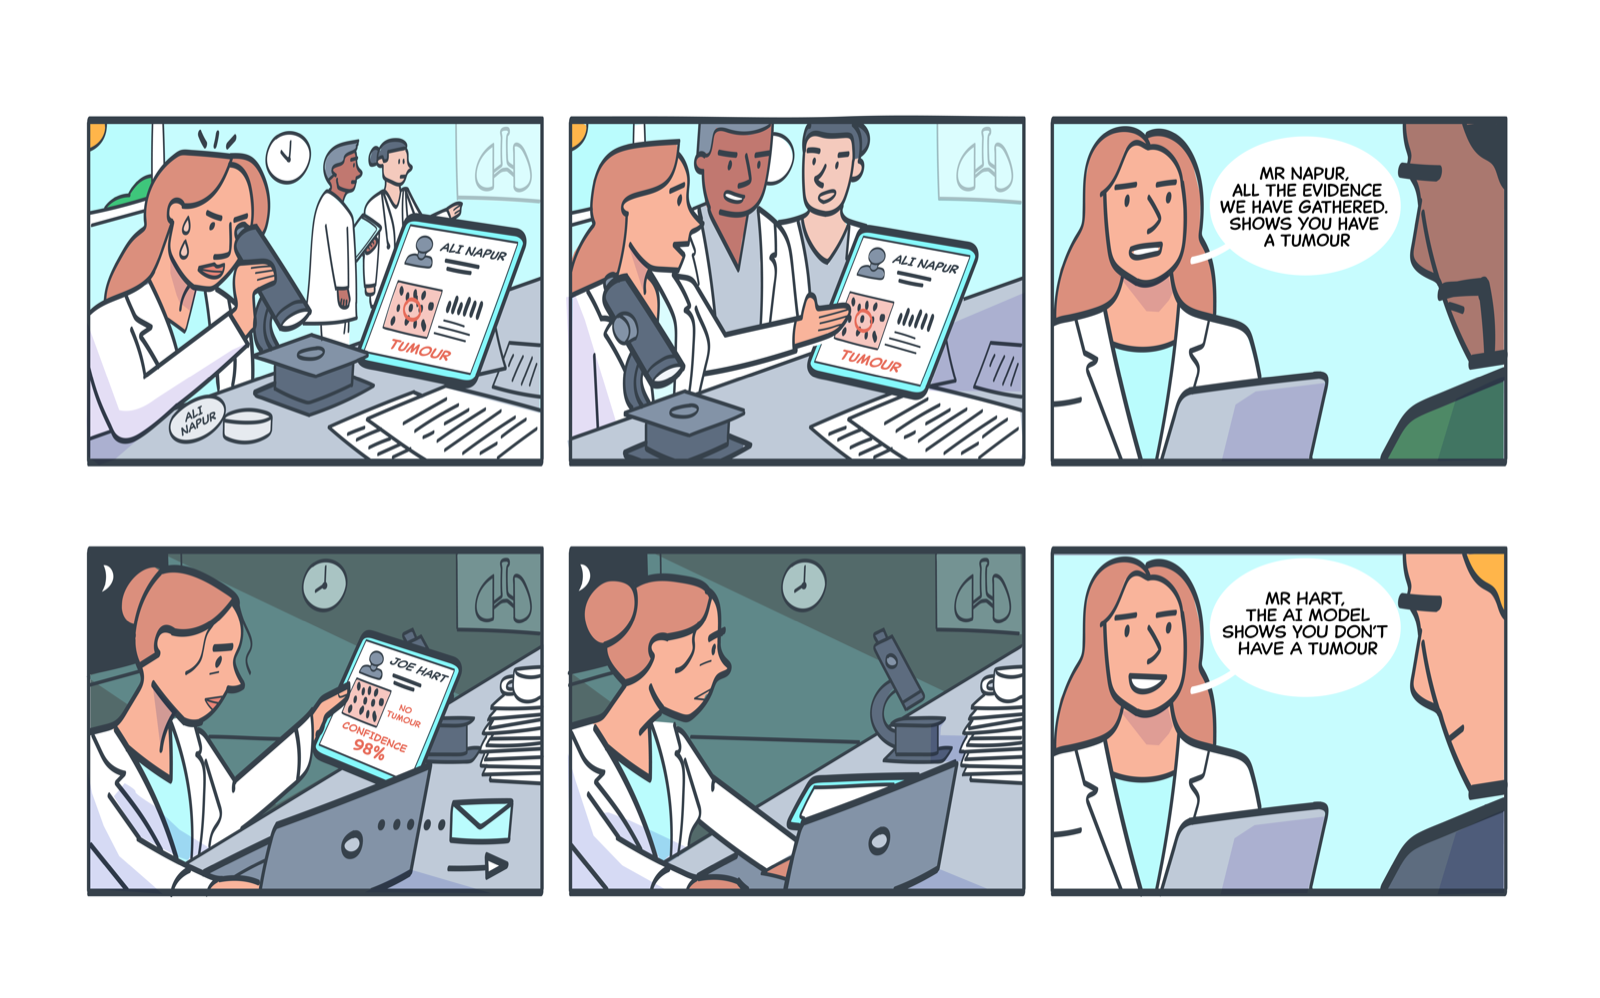 ALI NAPUR
TUMOUR
ALI
NAPUR
ALI NAPUR
TUMOUR
MR NAPUR,
ALL THE EVIDENCE
WE HAVE GATHERED.
SHOWS YOU HAVE
A TUMOUR
JOE HART
NO
TUMOUR
CONFIDENCE
98%
MR HART,
THE AI MODEL
SHOWS YOU DON'T
HAVE A TUMOUR